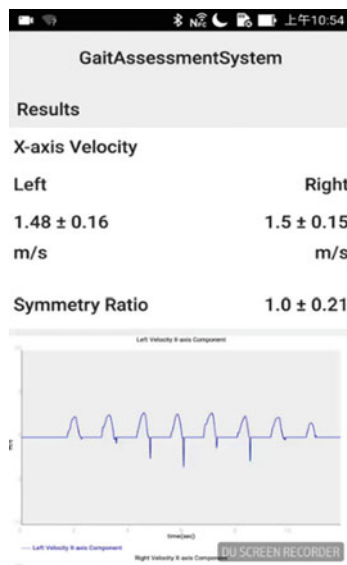 上午10:54
GaitAssessmentSystem
Results
X-axis Velocity
Left Right
1.48 ± 0.16 1.5 ± 0.15
m/s m/s
Symmetry Ratio 1.0 ± 0.21
Left Velocity X-axis Component
time(sec)
Left Velocity X-axis Component
Right Velocity X-axis Compon
DU SCREEN RECORDER